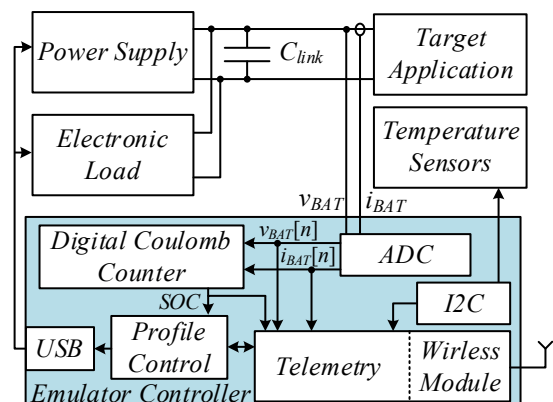 Power Supply
C_link
Target
Application
Electronic
Load
Temperature
Sensors
v_BAT
i_BAT
Digital Coulomb
Counter
v_BAT[n]
i_BAT[n]
ADC
SOC
I2C
USB
Profile
Control
Telemetry
Wirless
Module
Emulator Controller